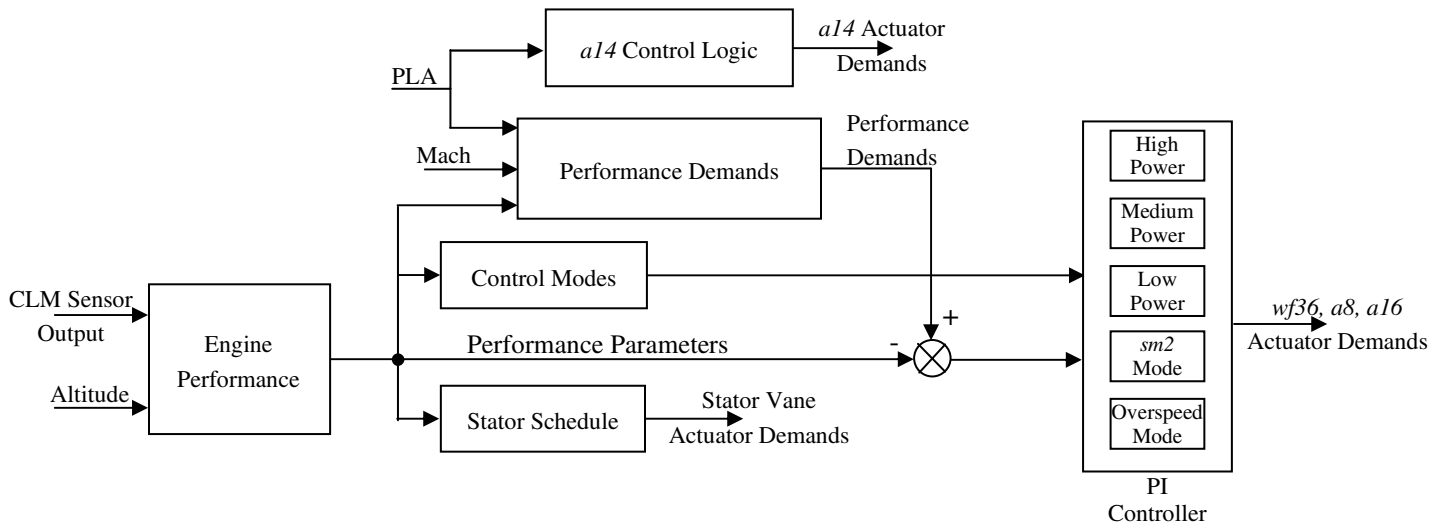 a14 Control Logic
a14 Actuator
Demands
PLA
Mach
Performance Demands
Performance
Demands
CLM Sensor
Output
Altitude
Engine
Performance
Control Modes
Performance Parameters
-
+
Stator Schedule
Stator Vane
Actuator Demands
High
Power
Medium
Power
Low
Power
sm2
Mode
Overspeed
Mode
PI
Controller
wf36, a8, a16
Actuator Demands